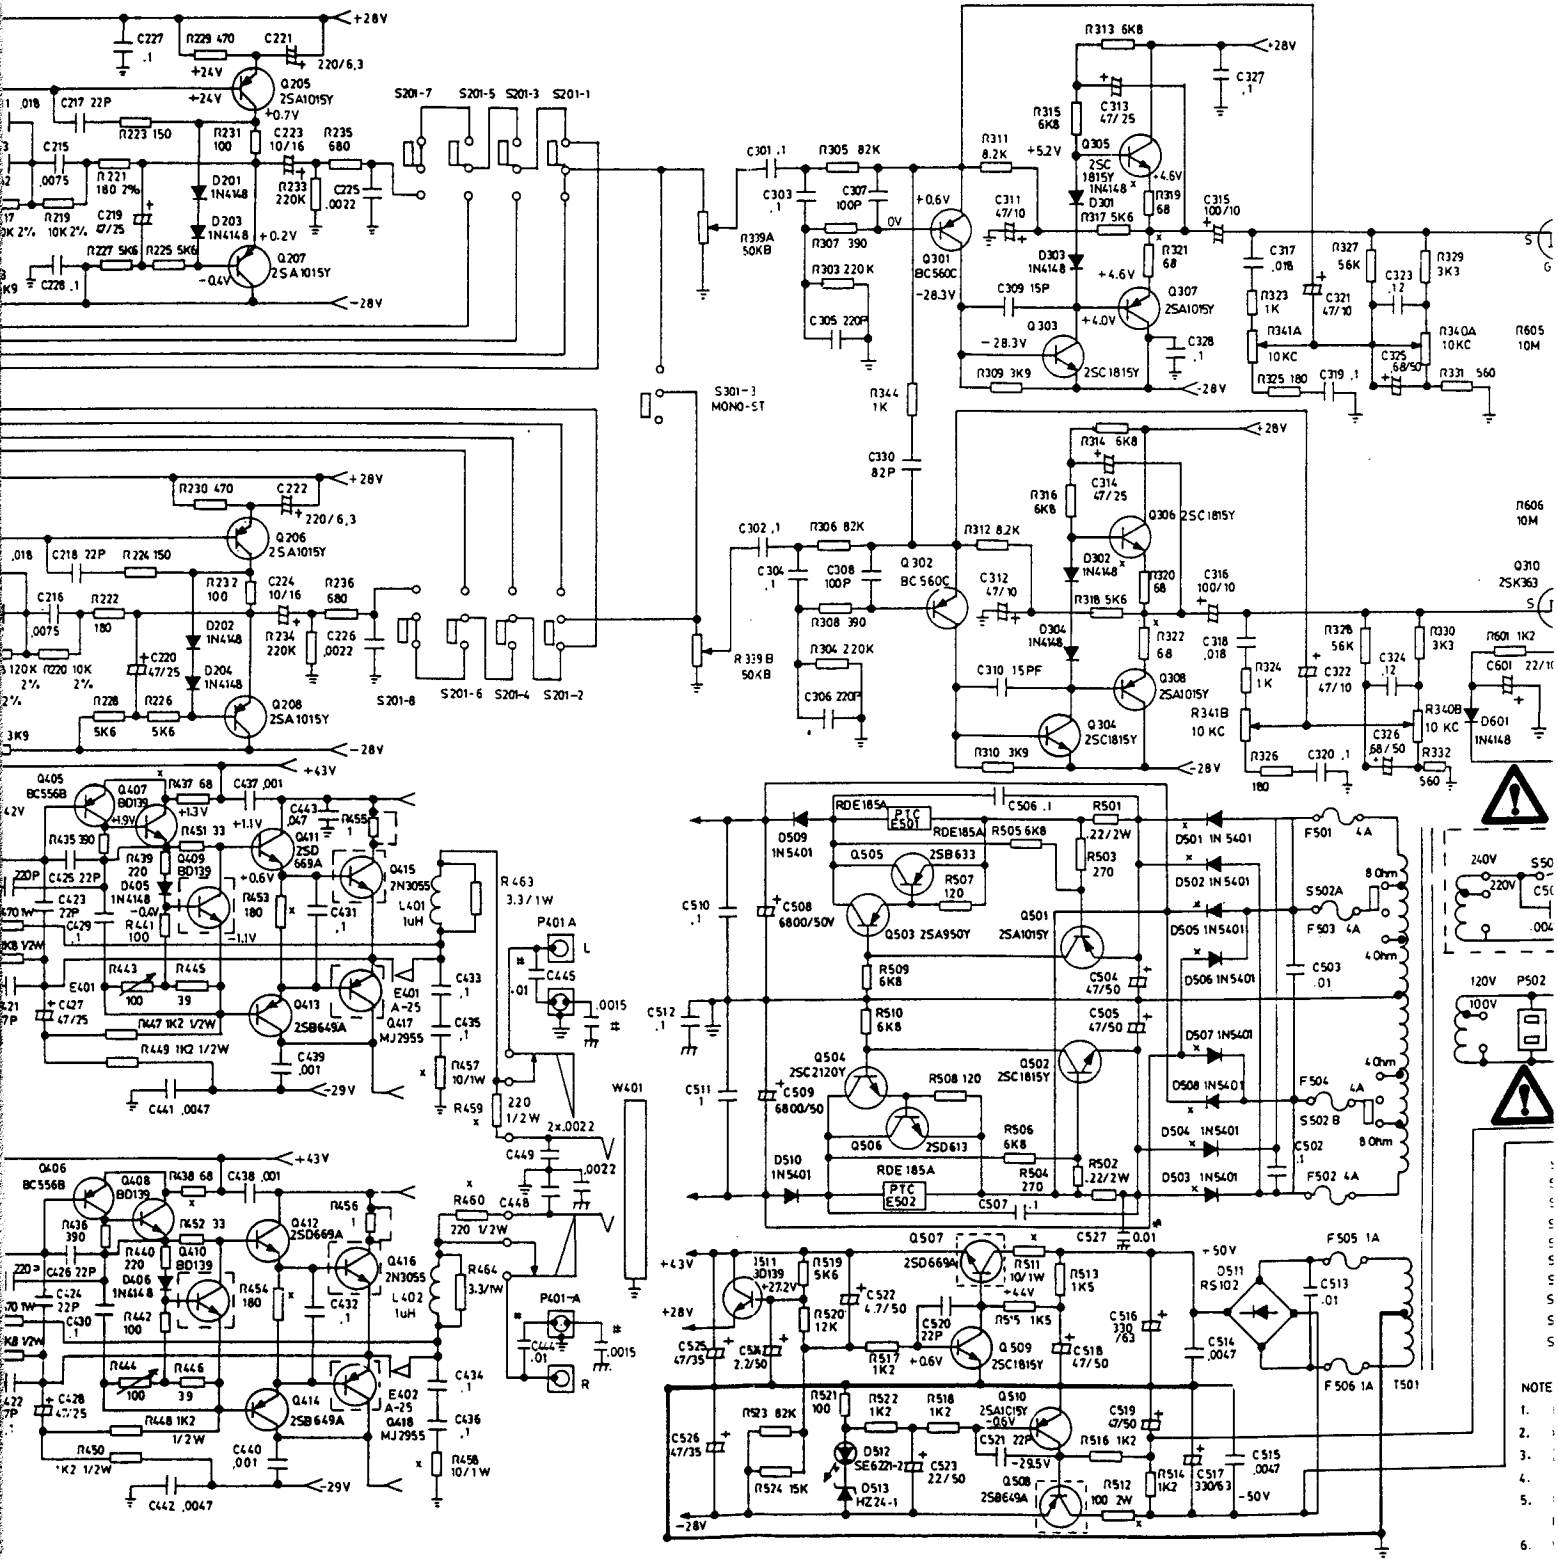 +28V
C227
.1
R229 470
C221
220/6,3
+24V
+24V
Q205
2SA1015Y
+0.7V
.018
C217 22P
R223 150
R231
100
C223
10/16
R235
680
C215
.0075
R221
180 2%
R233
220K
C225
.0022
D201
1N4148
R219
10K 2%
C219
47/25
D203
1N4148
R227 5K6
R225 5K6
+0.2V
Q207
2SA1015Y
-0.4V
C228 .1
-28V
S201-7
S201-5
S201-3
S201-1
R339A
50KB
S301-3
MONO-ST
C301 .1
R305 82K
C303
.1
C307
100P
0V
R307 390
R303 220K
C305 220P
+0.6V
Q301
BC560C
-28.3V
R311
8.2K
C311
47/10
R313 6K8
R315
6K8
C313
47/25
+5.2V
Q305
2SC
1815Y
1N4148
D301
+4.6V
R319
68
R317 5K6
R321
68
D303
1N4148
+4.6V
Q307
2SA1015Y
+4.0V
C309 15P
Q303
-28.3V
2SC1815Y
R309 3K9
C328
.1
-28V
+28V
C327
.1
C315
100/10
C317
.018
R323
1K
R341A
10KC
R325 180
C319 .1
C321
47/10
R327
56K
C323
.12
R329
3K3
R340A
10KC
C325
.68/50
R331 560
S
R605
10M
R344
1K
C330
82P
+28V
R230 470
C222
220/6,3
Q206
2SA1015Y
.018
C218 22P
R224 150
R232
100
C224
10/16
R236
680
C216
.0075
R222
180
D202
1N4148
R234
220K
C226
.0022
120K
R220 10K
2%
2%
C220
47/25
D204
1N4148
R228
5K6
R226
5K6
Q208
2SA1015Y
3K9
-28V
S201-8
S201-6
S201-4
S201-2
R339B
50KB
C302 .1
R306 82K
C304
.1
C308
100P
R308 390
R304 220K
C306 220P
Q302
BC560C
R312 8.2K
C312
47/10
R314 6K8
+28V
C314
47/25
R316
6K8
Q306 2SC1815Y
D302
1N4148
R320
68
C316
100/10
R318 5K6
D304
1N4148
R322
68
C310 15PF
Q308
2SA1015Y
Q304
2SC1815Y
R310 3K9
-28V
C318
.018
R324
1K
R341B
10 KC
R326
180
C320 .1
C322
47/10
R328
56K
C324
.12
R330
3K3
R340B
10 KC
C326
.68/50
R332
560
R606
10M
Q310
2SK363
S
R601 1K2
C601
D601
1N4148
+43V
Q405
BC556B
Q407
BD139
R437 68
C437 .001
+1.3V
+1.9V
R435 390
R451 33
+1.1V
C443
.047
R455
1
Q411
2SD
669A
R439
220
Q409
BD139
+0.6V
Q415
2N3055
220P
C425 22P
C423
22P
C429
.1
D405
1N4148
-0.4V
R441
100
R453
180
-1.1V
C431
.1
L401
1uH
R463
3.3/1W
R443
100
R445
39
E401
C427
47/25
Q413
2SB649A
E401
A-25
Q417
MJ2955
R447 1K2 1/2W
R449 1K2 1/2W
C439
.001
C441 .0047
-29V
C433
.1
C435
.1
R457
10/1W
R459
220
1/2W
P401A
L
C445
.01
.0015
#
W401
2x.0022
C449
.0022
C448
R460
220 1/2W
+43V
Q406
BC556B
Q408
BD139
R438 68
C438 .001
R436
390
R452 33
Q412
2SD669A
R456
1
R440
220
Q410
BD139
C426 22P
C424
22P
C430
.1
D406
1N4148
R442
100
R454
180
C432
.1
Q416
2N3055
L402
1uH
R464
3.3/1W
R444
100
R446
39
C428
47/25
Q414
2SB649A
E402
A-25
Q418
MJ2955
R448 1K2
1/2W
R450
1K2 1/2W
C440
.001
C442 .0047
-29V
C434
.1
C436
.1
R458
10/1W
P401-A
.01
.0015
#
R
RDE185A
PTC
E501
C506 .1
R501
.22/2W
D509
1N5401
RDE185A
R505 6K8
Q505
2SB633
R507
120
R503
270
C510
.1
C508
6800/50V
Q503 2SA950Y
Q501
2SA1015Y
R509
6K8
C504
47/50
C512
.1
R510
6K8
C505
47/50
Q504
2SC2120Y
Q502
2SC1815Y
C511
.1
C509
6800/50
R508 120
Q506
2SD613
R506
6K8
D510
1N5401
RDE185A
PTC
E502
R504
270
R502
.22/2W
C507 .1
C527
0.01
D501 1N 5401
D502 1N 5401
D505 1N5401
D506 1N5401
D507 1N5401
D508 1N5401
D504 1N5401
D503 1N5401
C503
.01
C502
.1
F501 4A
S502A
F503 4A
8 Ohm
4 Ohm
4 Ohm
8 Ohm
F504 4A
S502B
F502 4A
240V
220V
120V
100V
P502
+43V
+27.2V
+28V
C525
47/35
2.2/50
R519
5K6
R520
12K
C522
4.7/50
Q507
2SD669A
R511
10/1W
R513
1K5
+44V
R515 1K5
C520
22P
+0.6V
Q509
2SC1815Y
C518
47/50
R517
1K2
C516
330
/63
C514
.0047
+50V
D511
RS102
F505 1A
C513
.01
F506 1A
T501
R521
100
R522
1K2
R518
1K2
Q510
2SA1015Y
-0.6V
R523 82K
C526
47/35
R524 15K
D512
SE6221-2
D513
HZ24-1
C523
22/50
C521 22P
-29.5V
Q508
2SB649A
R516 1K2
C519
47/50
R514
1K2
C517
330/63
R512
100 2W
C515
.0047
-50V
-28V
NOTE
1.
2.
3.
4.
5.
6.